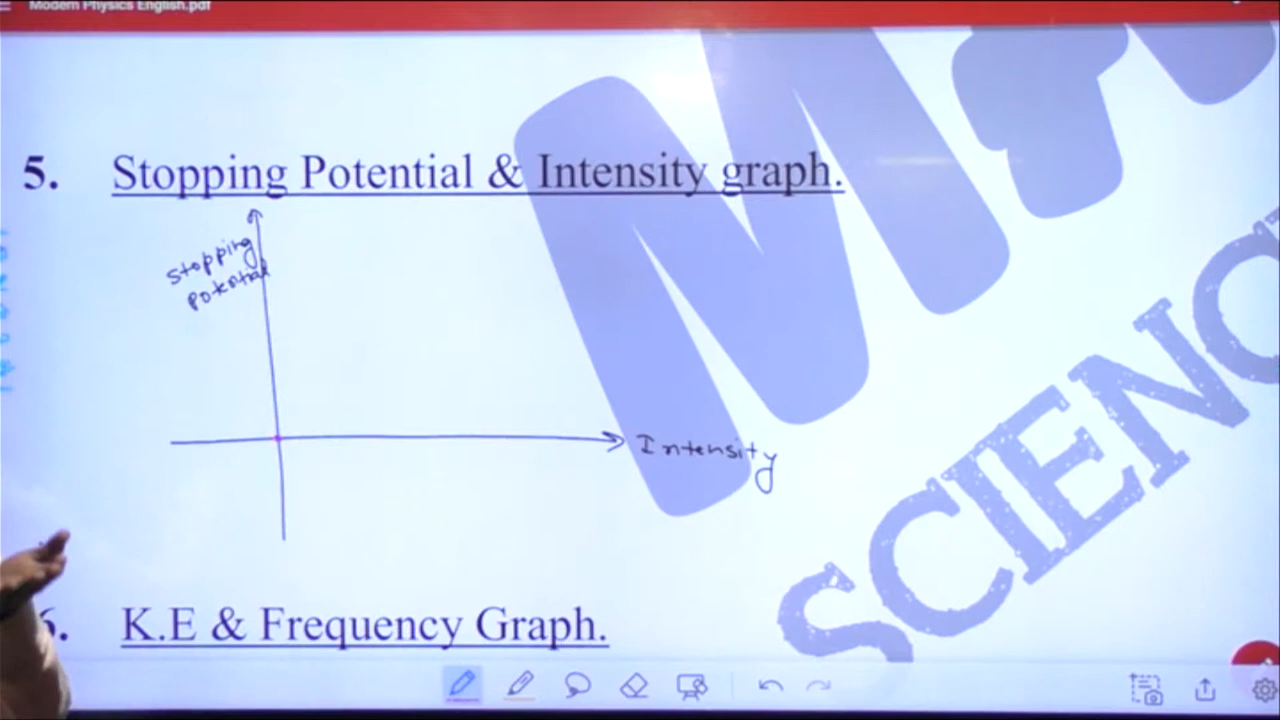 Modern Physics English.pdf
5. Stopping Potential & Intensity graph.
stopping
potential
Intensity
6. K.E & Frequency Graph.
SCIENC